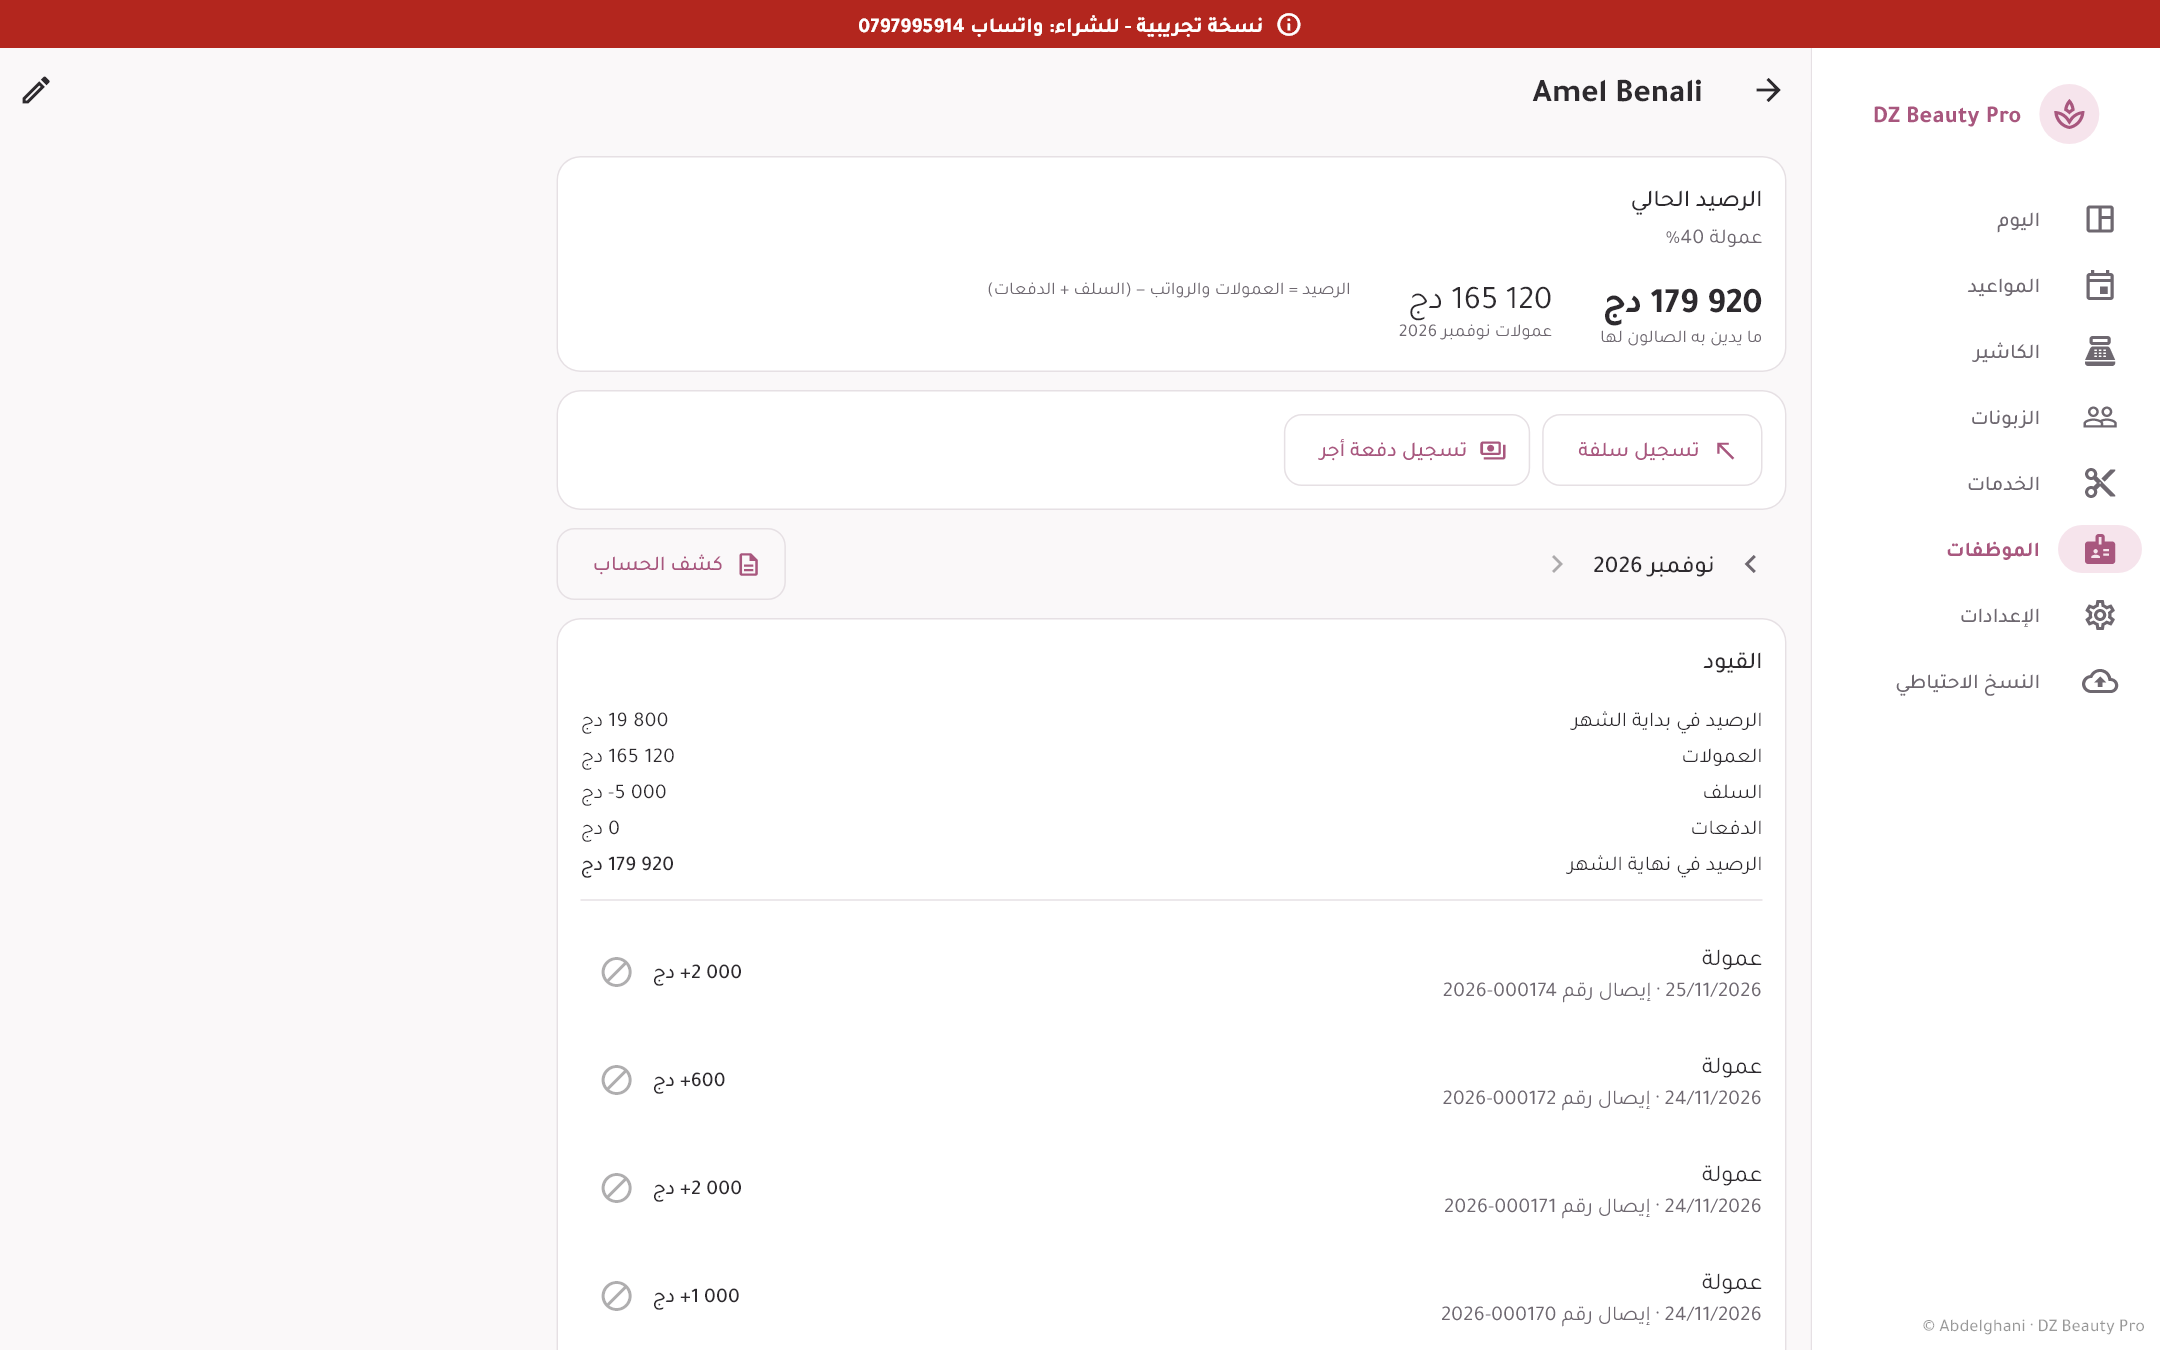 نسخة تجريبية - للشراء: واتساب 0797995914
DZ Beauty Pro
اليوم
المواعيد
الكاشير
الزبونات
الخدمات
الموظفات
الإعدادات
النسخ الاحتياطي
© Abdelghani · DZ Beauty Pro
Amel Benali
الرصيد الحالي
عمولة 40%
179 920 دج
ما يدين به الصالون لها
165 120 دج
عمولات نوفمبر 2026
الرصيد = العمولات والرواتب – (السلف + الدفعات)
تسجيل سلفة
تسجيل دفعة أجر
نوفمبر 2026
كشف الحساب
القيود
الرصيد في بداية الشهر 19 800 دج
العمولات 165 120 دج
السلف -5 000 دج
الدفعات 0 دج
الرصيد في نهاية الشهر 179 920 دج
عمولة
25/11/2026 · إيصال رقم 2026-000174
+2 000 دج
عمولة
24/11/2026 · إيصال رقم 2026-000172
+600 دج
عمولة
24/11/2026 · إيصال رقم 2026-000171
+2 000 دج
عمولة
24/11/2026 · إيصال رقم 2026-000170
+1 000 دج